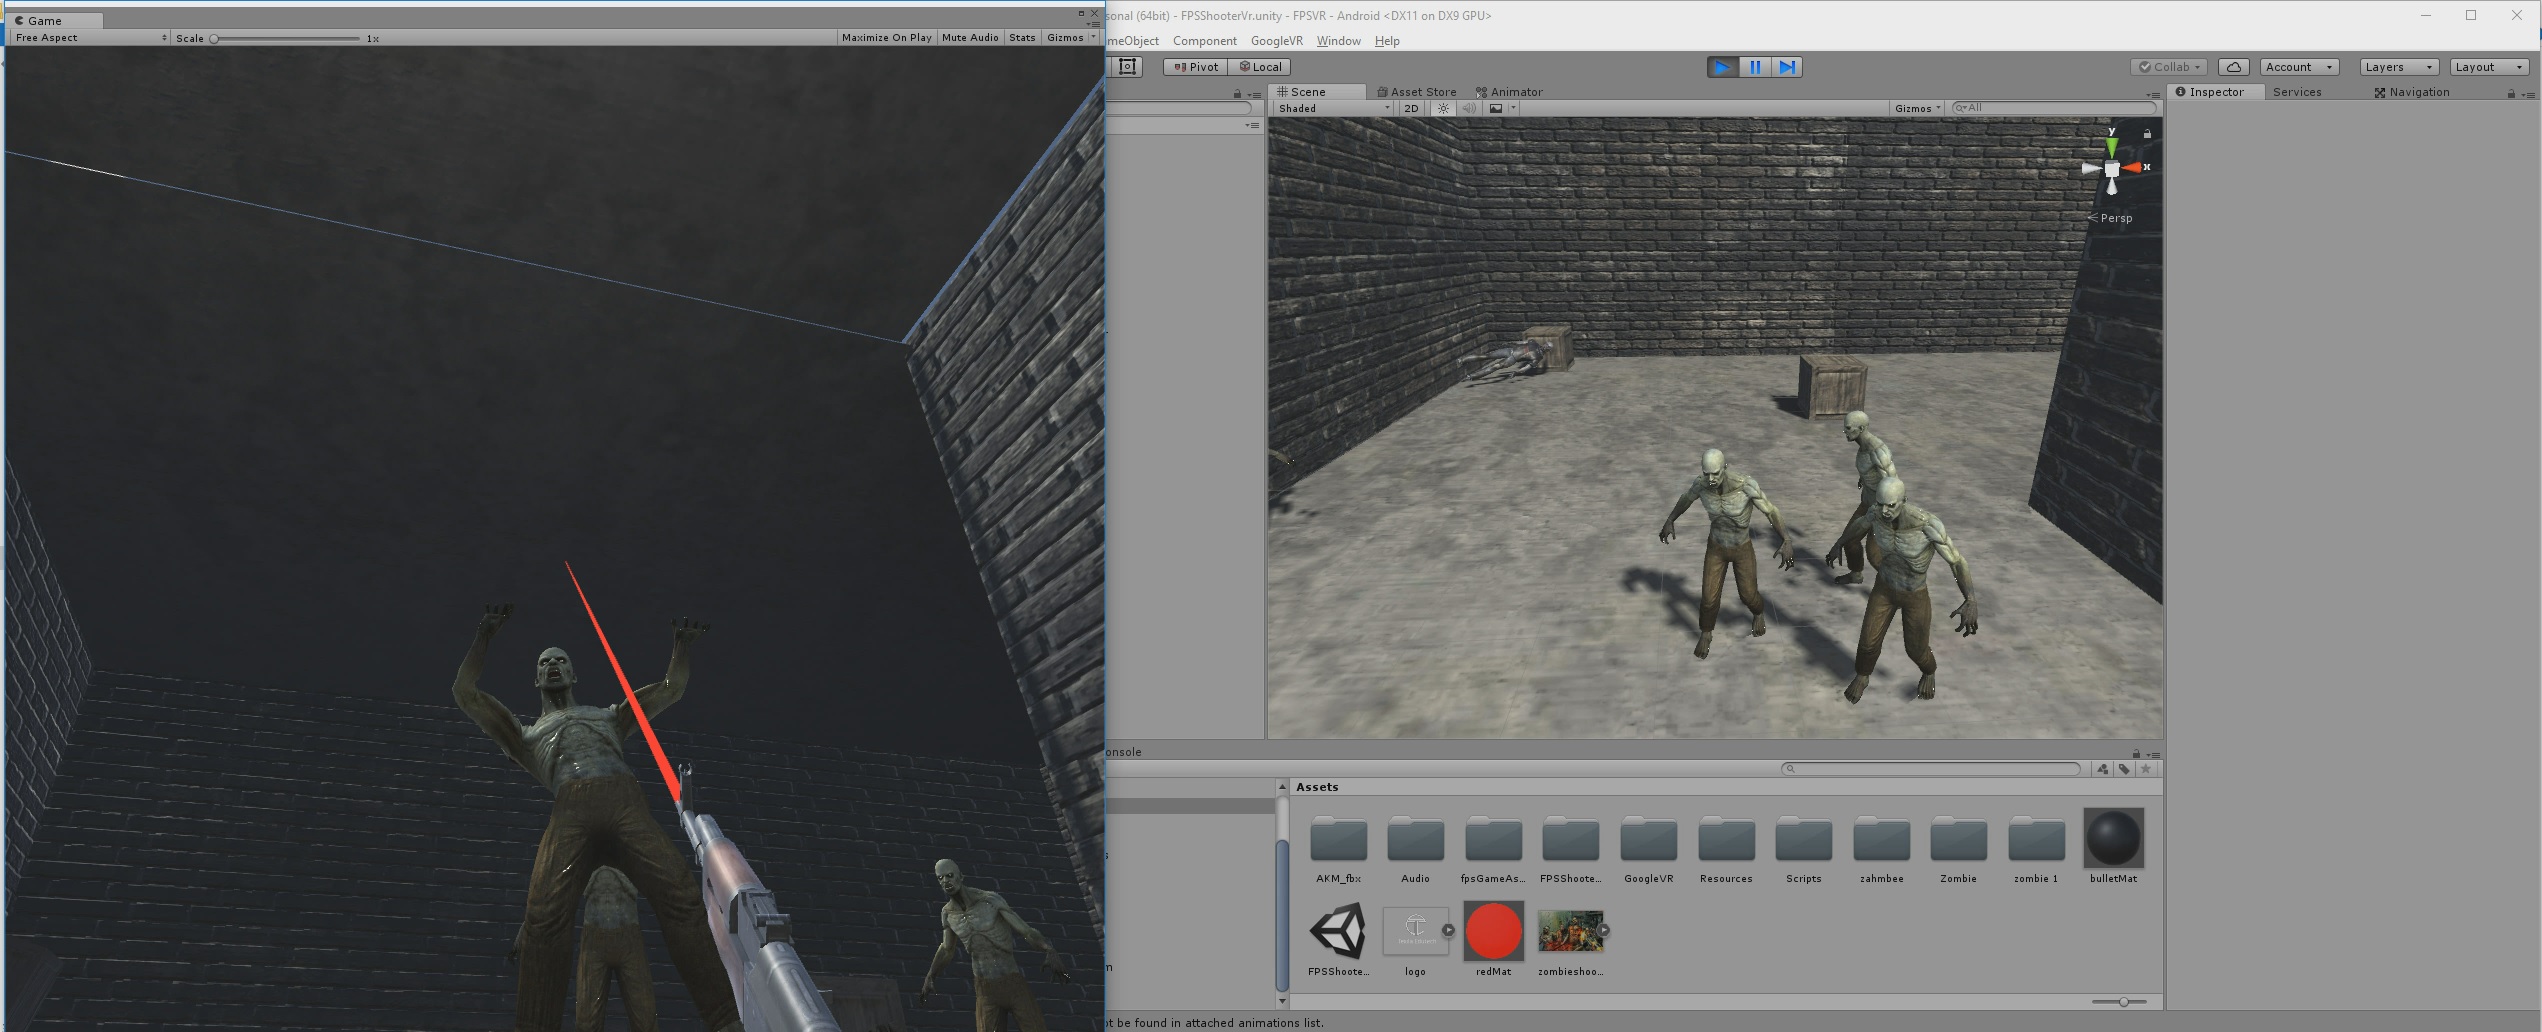 Game
Free Aspect Scale 1x Maximize On Play Mute Audio Stats Gizmos
sonal (64bit) - FPSShooterVr.unity - FPSVR - Android <DX11 on DX9 GPU>
meObject Component GoogleVR Window Help
Pivot Local Collab Account Layers Layout
Scene Asset Store Animator
Shaded 2D Gizmos All
Inspector Services Navigation
y
x
Persp
onsole
Assets
AKM_fbx Audio fpsGameAs... FPSShoote... GoogleVR Resources Scripts zahmbee Zombie zombie 1 bulletMat
FPSShoote... logo redMat zombieshoo...
ot be found in attached animations list.